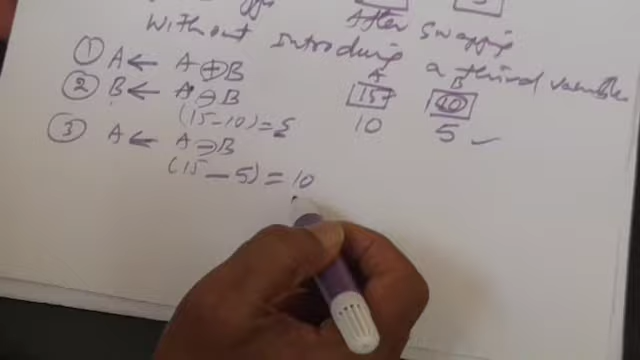 After Swapping
Without introducing a third variable
① A ← A + B
A B
② B ← A - B
15 10
(15-10) = 5
10 5 ✓
③ A ← A - B
(15 - 5) = 10